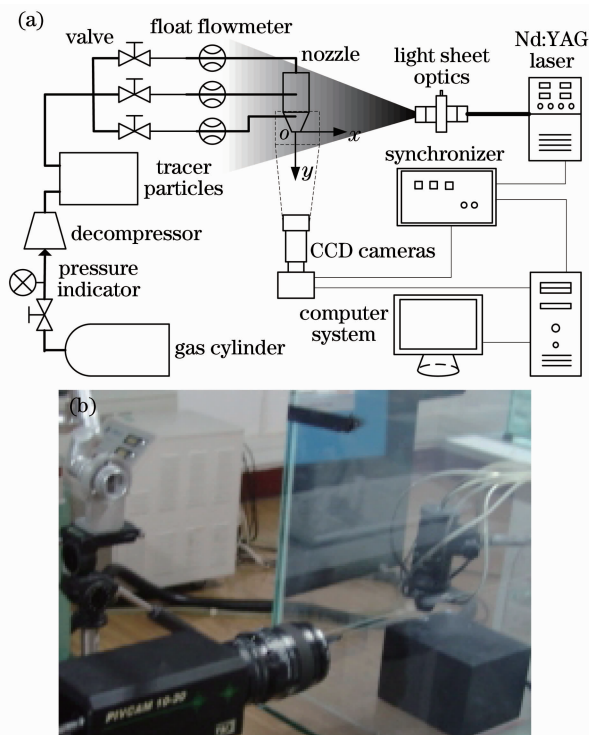 (a)
float flowmeter
valve
nozzle
light sheet
optics
Nd:YAG
laser
o
x
y
synchronizer
tracer
particles
decompressor
CCD cameras
pressure
indicator
computer
system
gas cylinder
(b)
PIVCAM 10-30